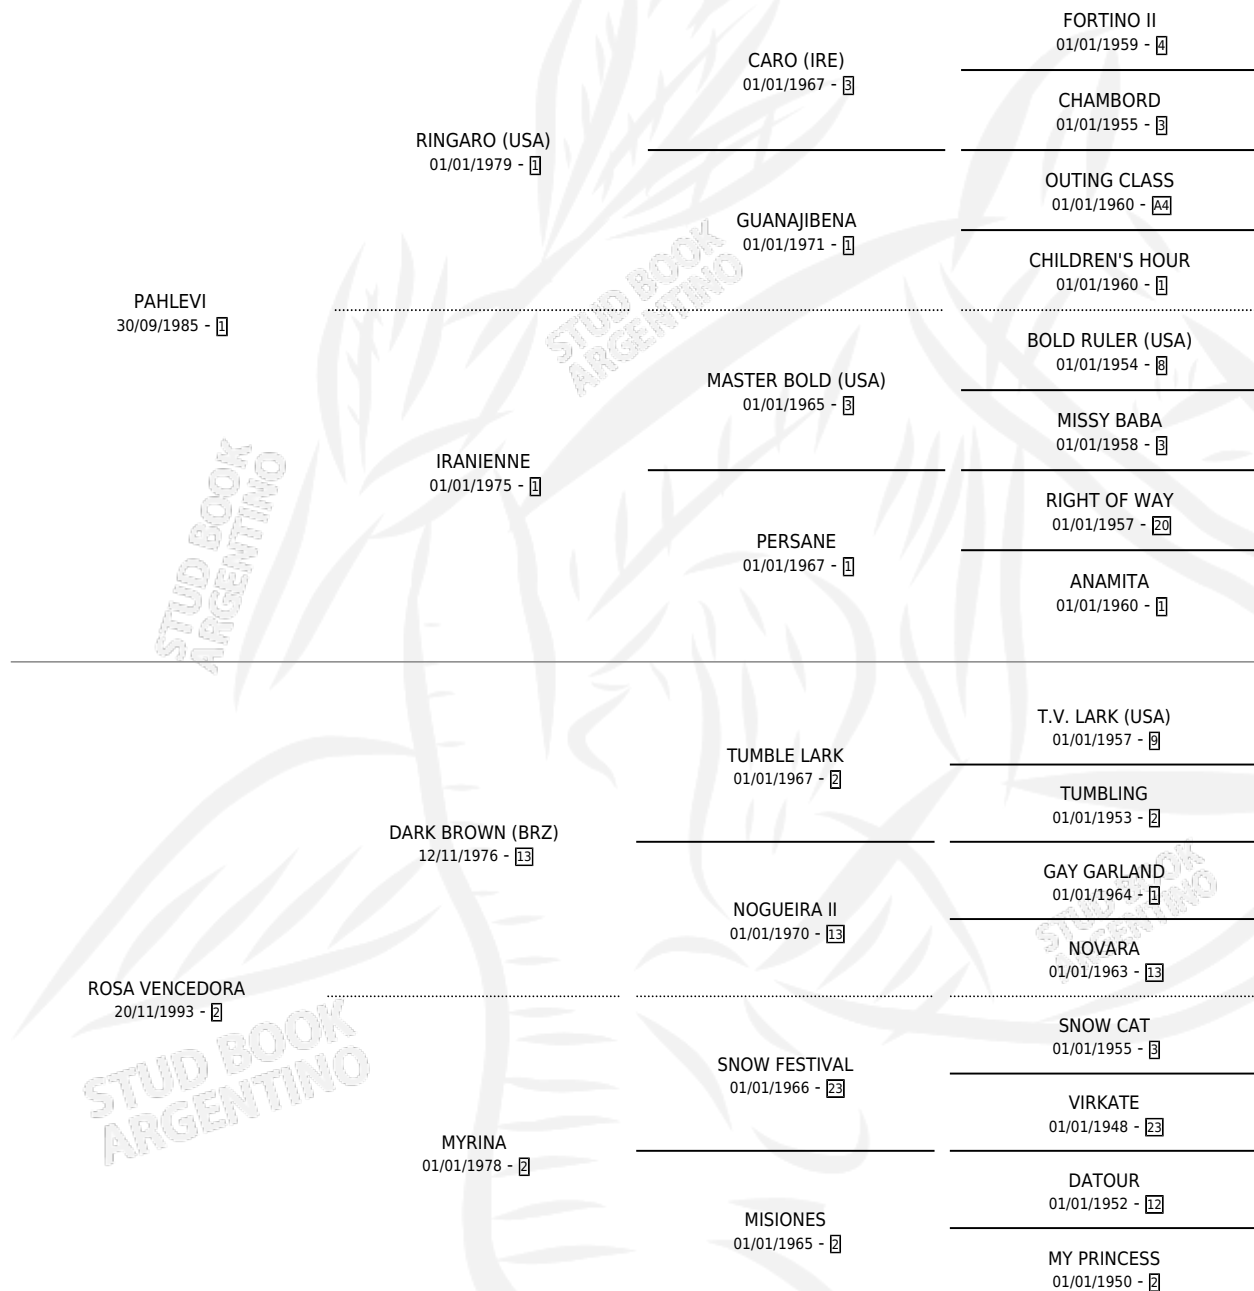 FORTINO II
01/01/1959 - 4
CARO (IRE)
01/01/1967 - 3
CHAMBORD
01/01/1955 - 3
RINGARO (USA)
01/01/1979 - 1
OUTING CLASS
01/01/1960 - A4
GUANAJIBENA
01/01/1971 - 1
CHILDREN'S HOUR
01/01/1960 - 1
PAHLEVI
30/09/1985 - 1
BOLD RULER (USA)
01/01/1954 - 8
MASTER BOLD (USA)
01/01/1965 - 3
MISSY BABA
01/01/1958 - 3
IRANIENNE
01/01/1975 - 1
RIGHT OF WAY
01/01/1957 - 20
PERSANE
01/01/1967 - 1
ANAMITA
01/01/1960 - 1
STUD BOOK
ARGENTINO
STUD BOOK
ARGENTINO
T.V. LARK (USA)
01/01/1957 - 9
TUMBLE LARK
01/01/1967 - 2
TUMBLING
01/01/1953 - 2
DARK BROWN (BRZ)
12/11/1976 - 13
GAY GARLAND
01/01/1964 - 1
NOGUEIRA II
01/01/1970 - 13
NOVARA
01/01/1963 - 13
STUD BOOK
ARGENTINO
ROSA VENCEDORA
20/11/1993 - 2
SNOW CAT
01/01/1955 - 3
SNOW FESTIVAL
01/01/1966 - 23
VIRKATE
01/01/1948 - 23
MYRINA
01/01/1978 - 2
DATOUR
01/01/1952 - 12
MISIONES
01/01/1965 - 2
MY PRINCESS
01/01/1950 - 2
STUD BOOK
ARGENTINO